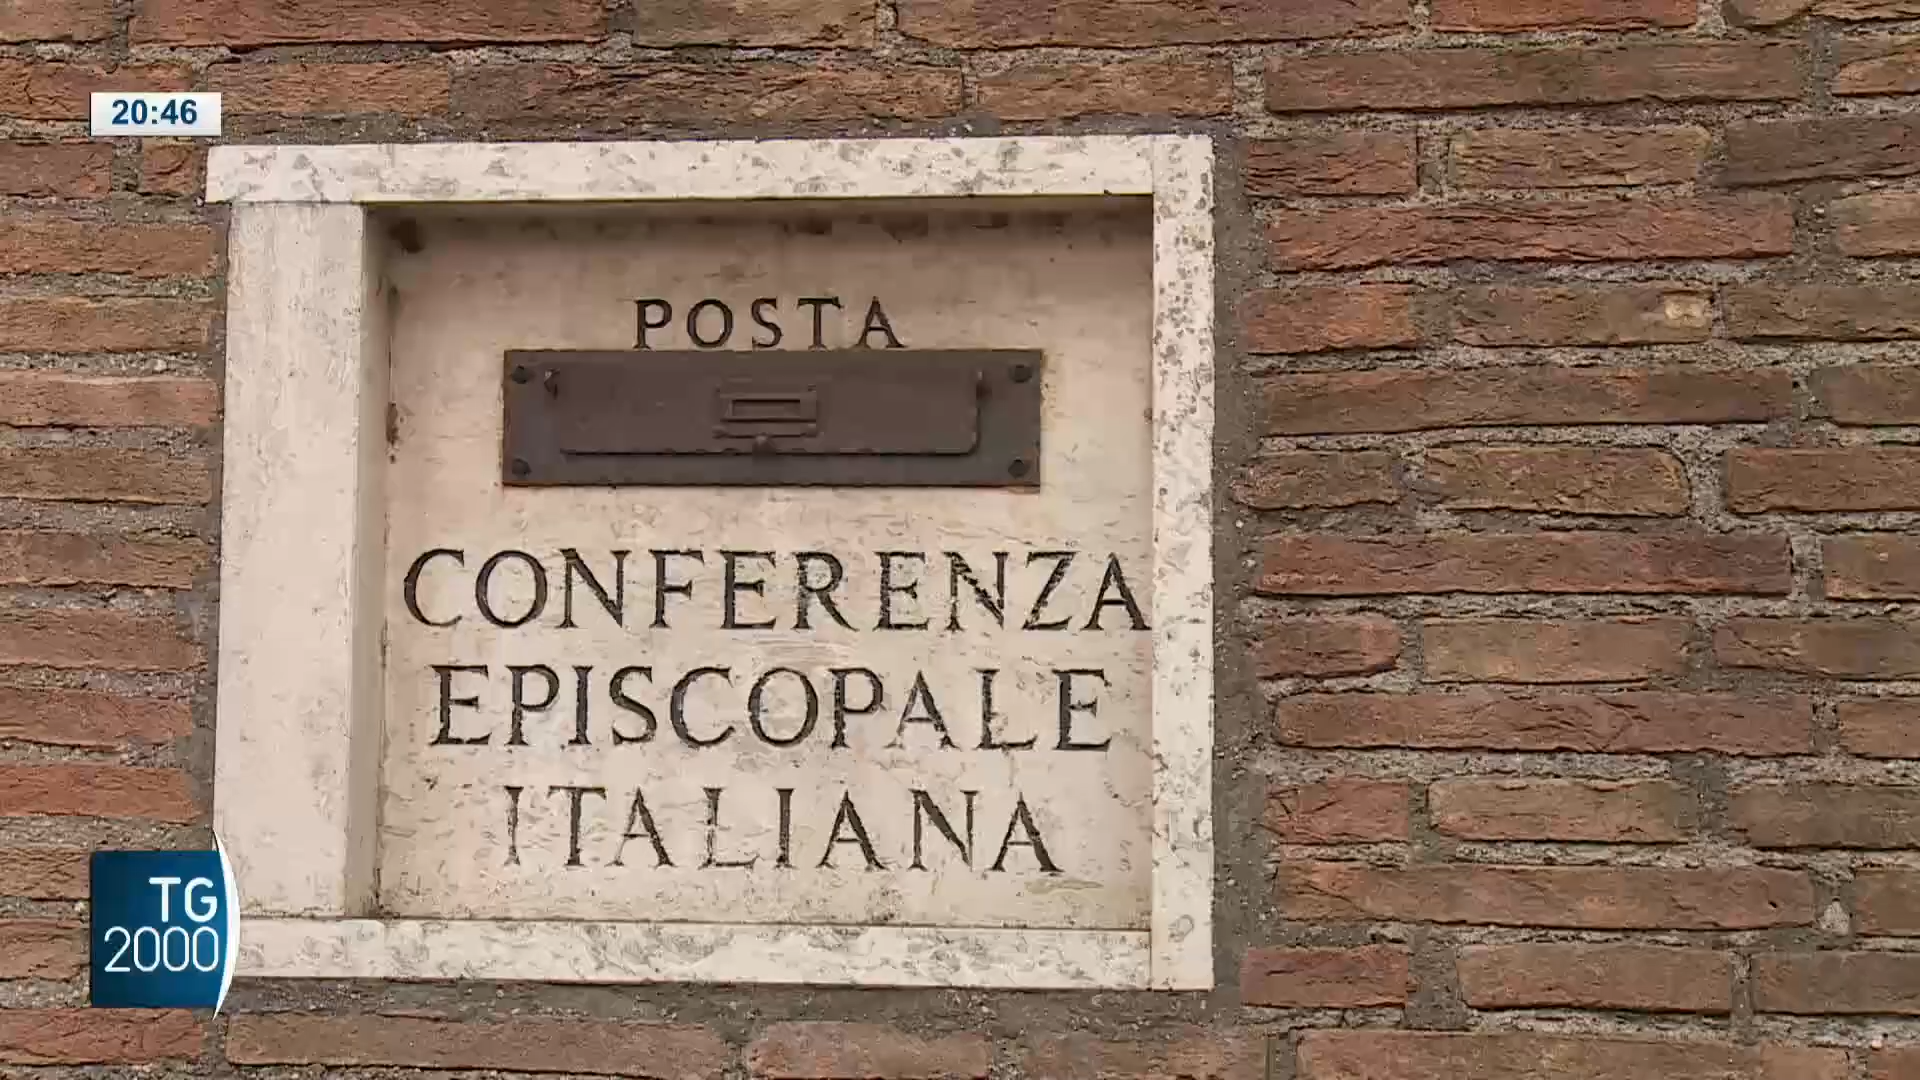 20:46
POSTA
CONFERENZA
EPISCOPALE
ITALIANA
TG
2000